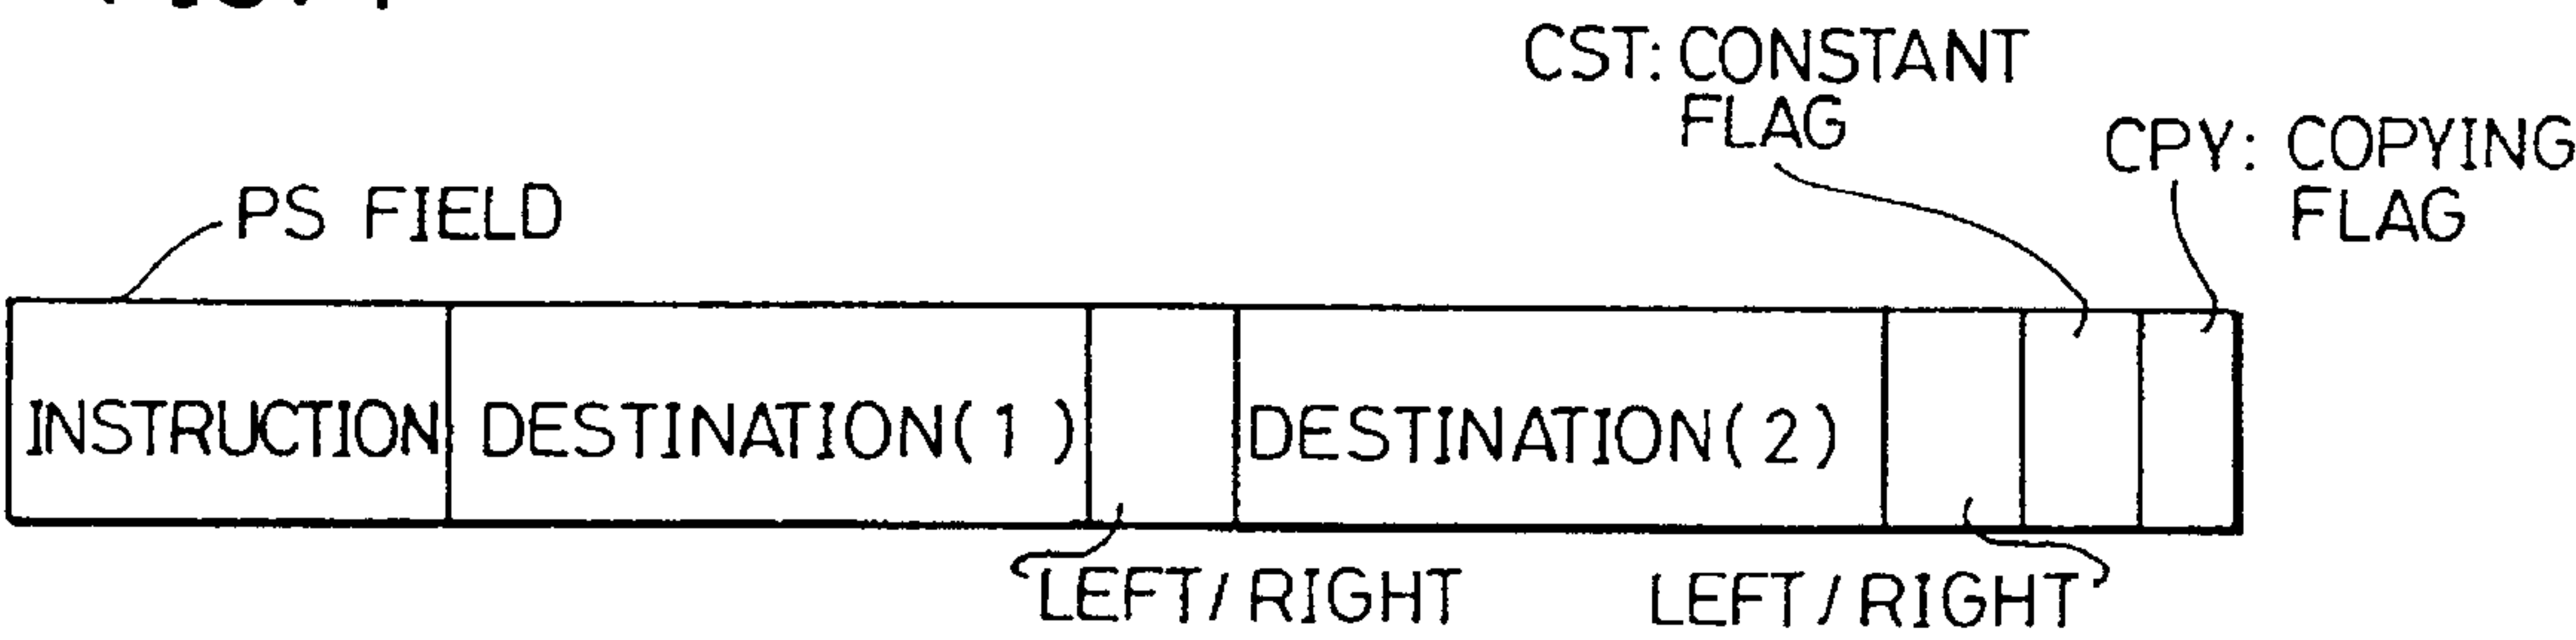 CST: CONSTANT
FLAG
CPY: COPYING
FLAG
PS FIELD
INSTRUCTION DESTINATION(1) DESTINATION(2)
LEFT/RIGHT LEFT/RIGHT